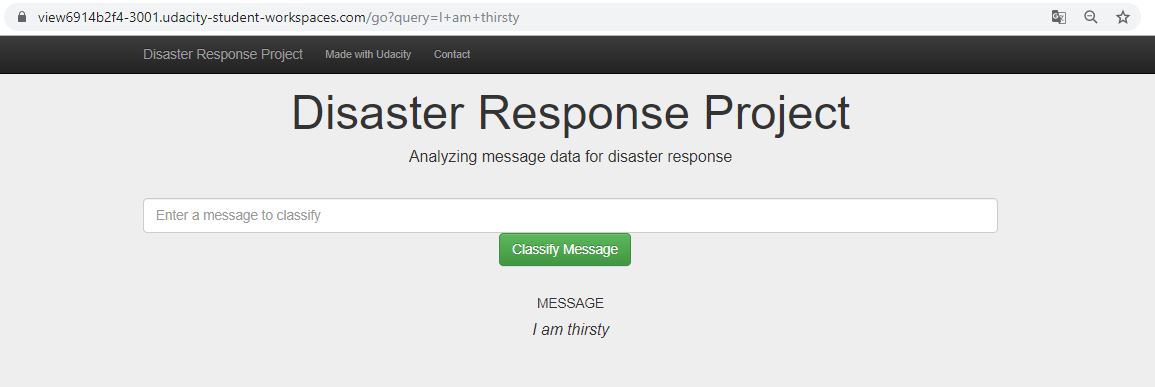 view6914b2f4-3001.udacity-student-workspaces.com/go?query=I+am+thirsty
Disaster Response Project Made with Udacity Contact
Disaster Response Project
Analyzing message data for disaster response
Enter a message to classify
Classify Message
MESSAGE
I am thirsty